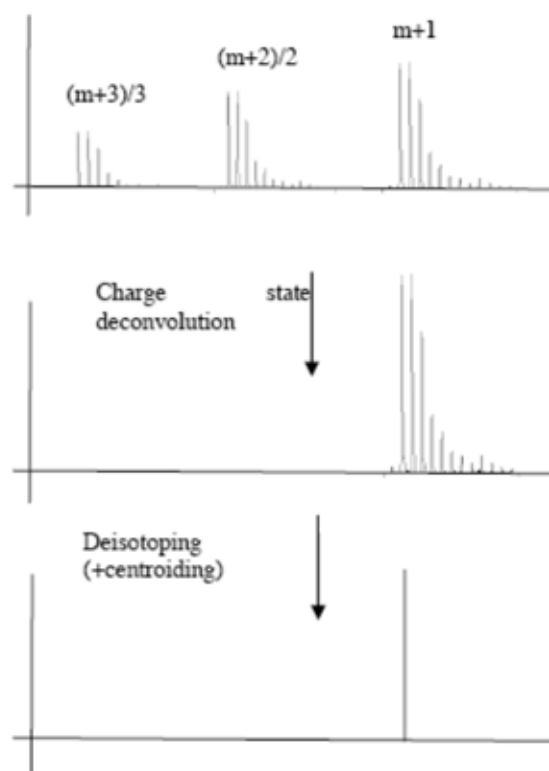 m+1
(m+2)/2
(m+3)/3
Charge state
deconvolution
Deisotoping
(+centroiding)